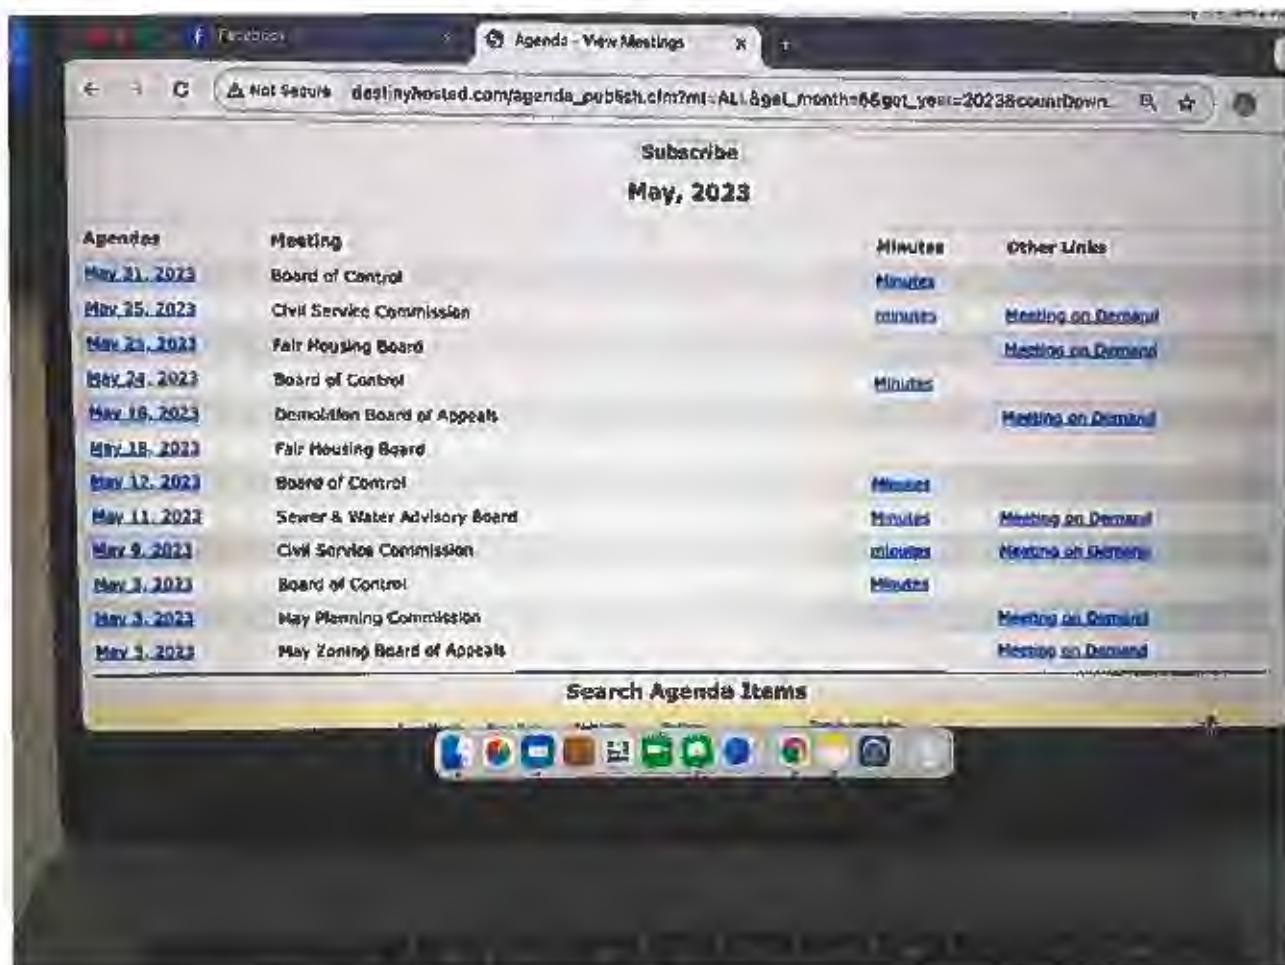 Facebook
Agenda - View Meetings
Not Secure destinyhosted.com/agenda_publish.cfm?mt=ALL&get_month=5&get_year=2023&countDown
Subscribe
May, 2023
Agendas Meeting Minutes Other Links
May 31, 2023 Board of Control Minutes
May 25, 2023 Civil Service Commission minutes Meeting on Demand
May 2 , 2023 Fair Housing Board Meeting on Demand
May 24, 2023 Board of Control Minutes
May 18, 2023 Demolition Board of Appeals Meeting on Demand
May 18, 2023 Fair Housing Board
May 12, 2023 Board of Control Minutes
May 11, 2023 Sewer & Water Advisory Board Minutes Meeting on Demand
May 9, 2023 Civil Service Commission minutes Meeting on Demand
May 3, 2023 Board of Control Minutes
May 3, 2023 May Planning Commission Meeting on Demand
May 3, 2023 May Zoning Board of Appeals Meeting on Demand
Search Agenda Items